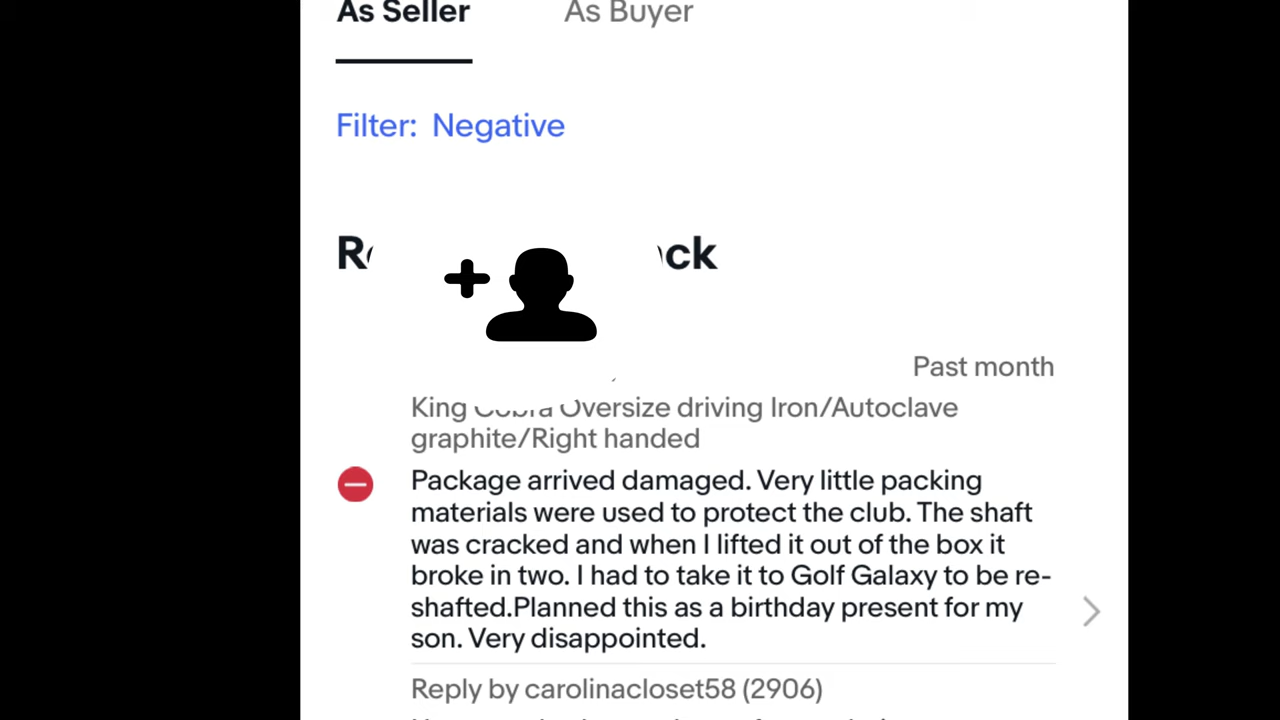 As Seller As Buyer
Filter: Negative
Past month
King Oversize driving Iron/Autoclave
graphite/Right handed
Package arrived damaged. Very little packing
materials were used to protect the club. The shaft
was cracked and when I lifted it out of the box it
broke in two. I had to take it to Golf Galaxy to be re-
shafted.Planned this as a birthday present for my
son. Very disappointed.
Reply by carolinacloset58 (2906)